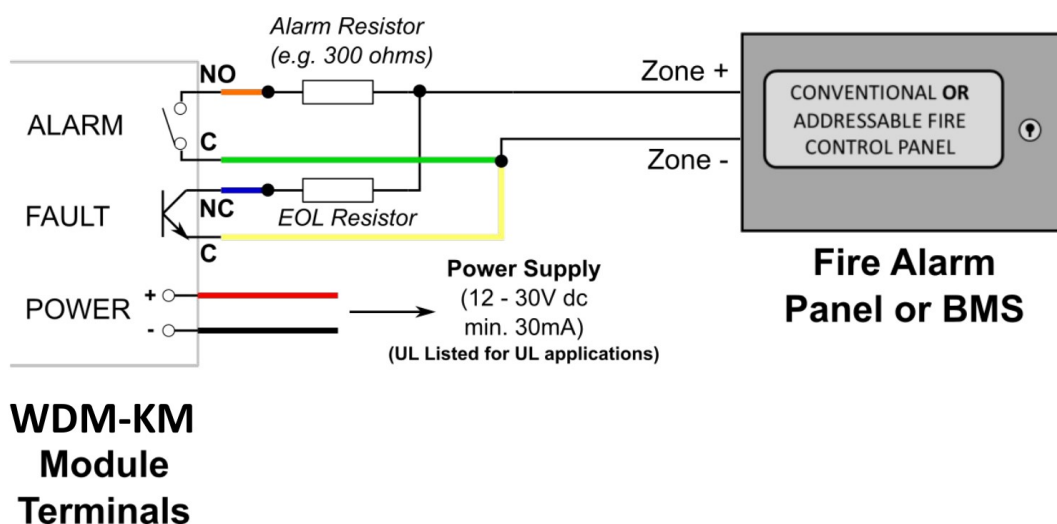 Alarm Resistor
(e.g. 300 ohms)
NO
ALARM
C
Zone +
Zone -
CONVENTIONAL OR
ADDRESSABLE FIRE
CONTROL PANEL
FAULT
NC
EOL Resistor
C
POWER
+
-
Power Supply
(12 - 30V dc
min. 30mA)
(UL Listed for UL applications)
Fire Alarm
Panel or BMS
WDM-KM
Module
Terminals